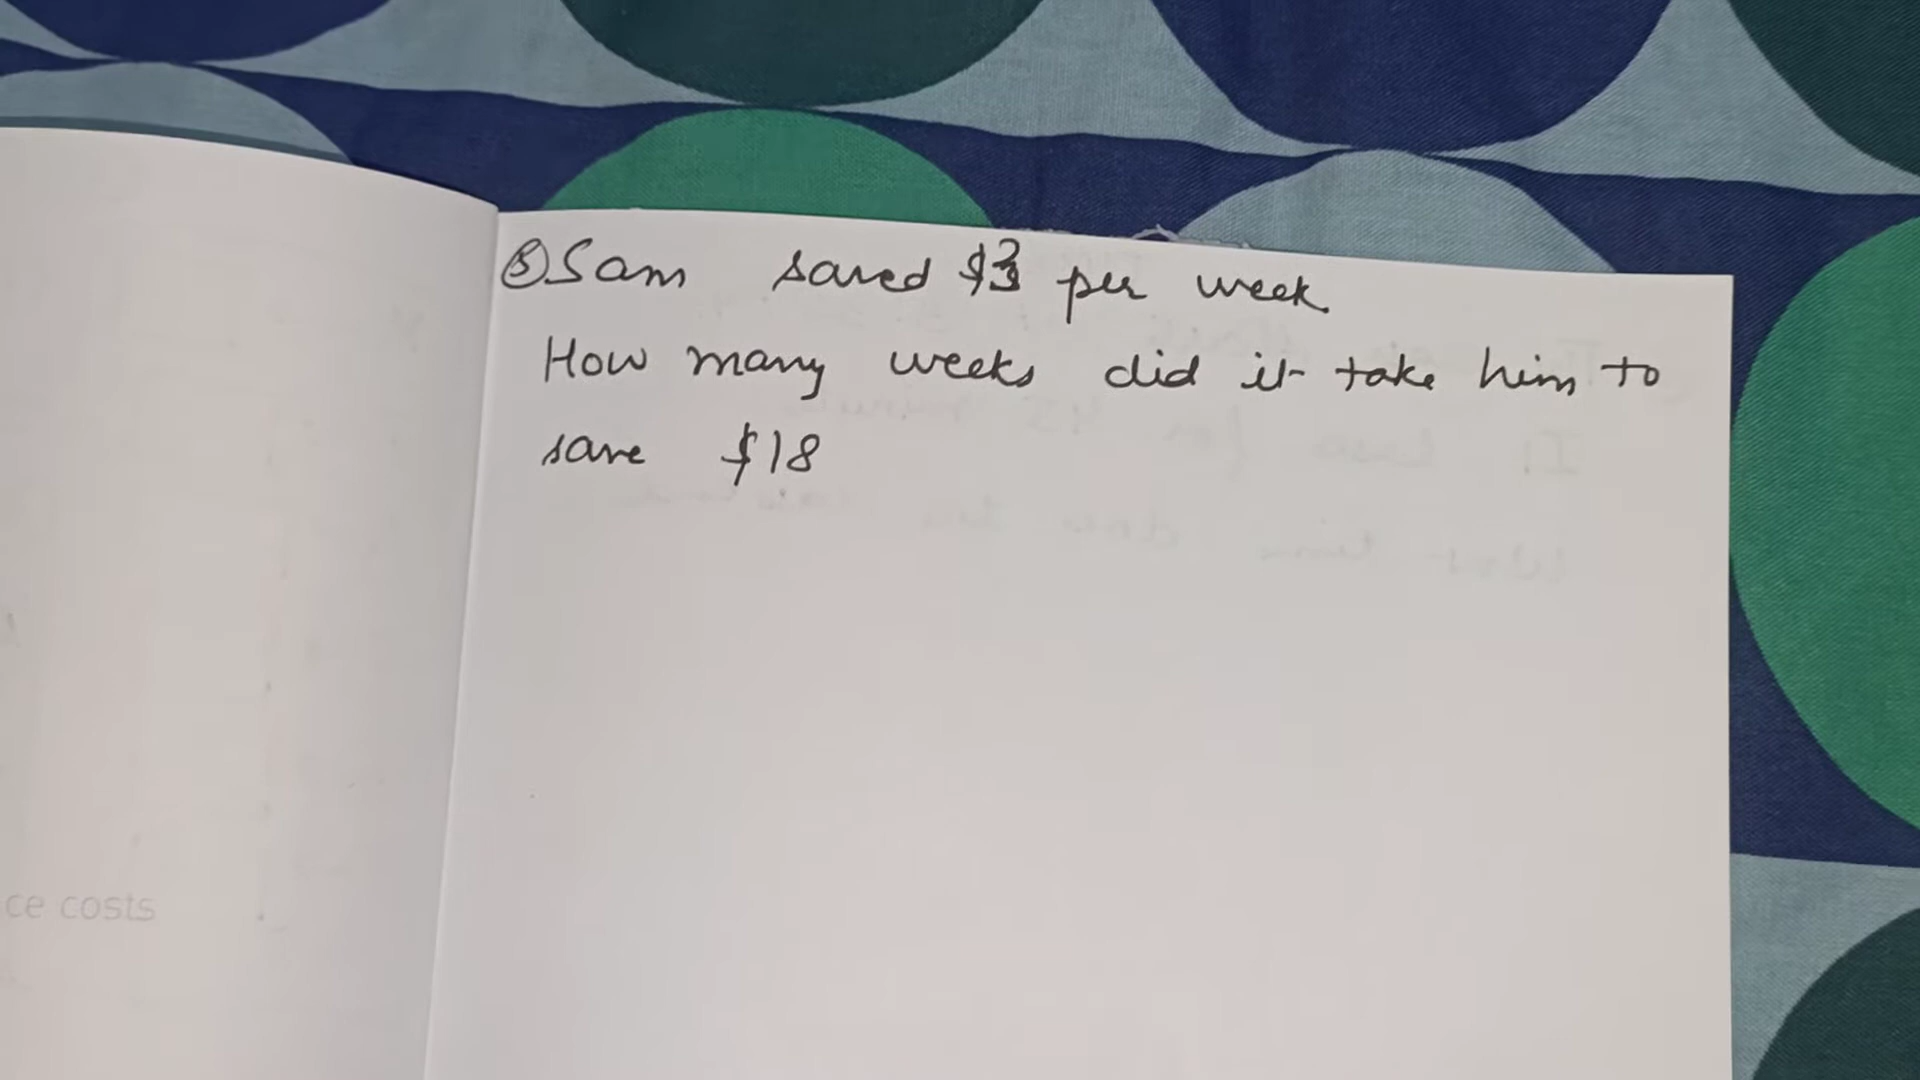 ⑧ Sam saved $3 per week
How many weeks did it take him to
save $18
ce costs